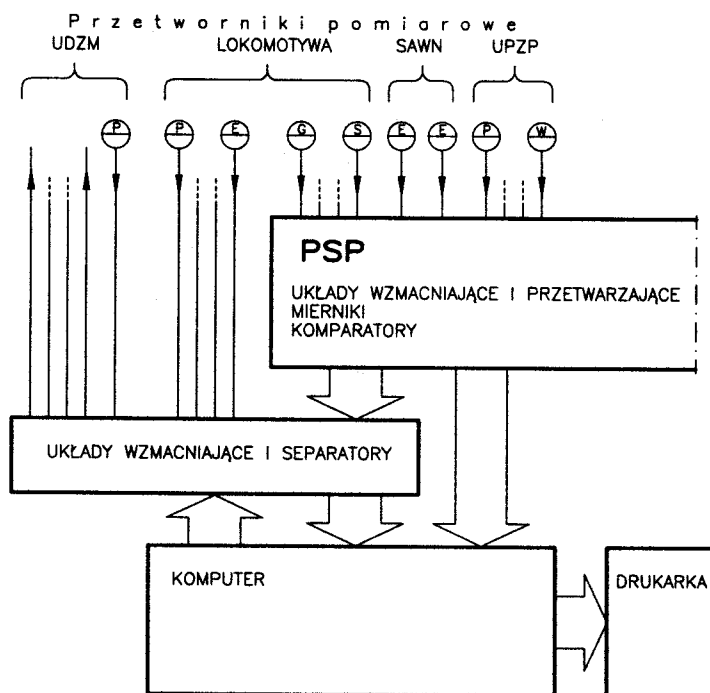 Przetworniki pomiarowe
UDZM LOKOMOTYWA SAWN UPZP
P P E G S E E P W
PSP
UKŁADY WZMACNIAJĄCE I PRZETWARZAJĄCE
MIERNIKI
KOMPARATORY
UKŁADY WZMACNIAJĄCE I SEPARATORY
KOMPUTER
DRUKARKA